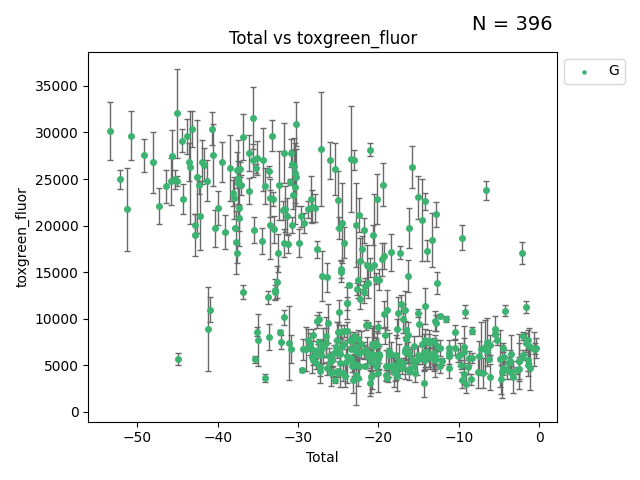 N = 396
Total vs toxgreen_fluor
G
35000
30000
25000
20000
15000
10000
5000
0
toxgreen_fluor
−50 −40 −30 −20 −10 0
Total